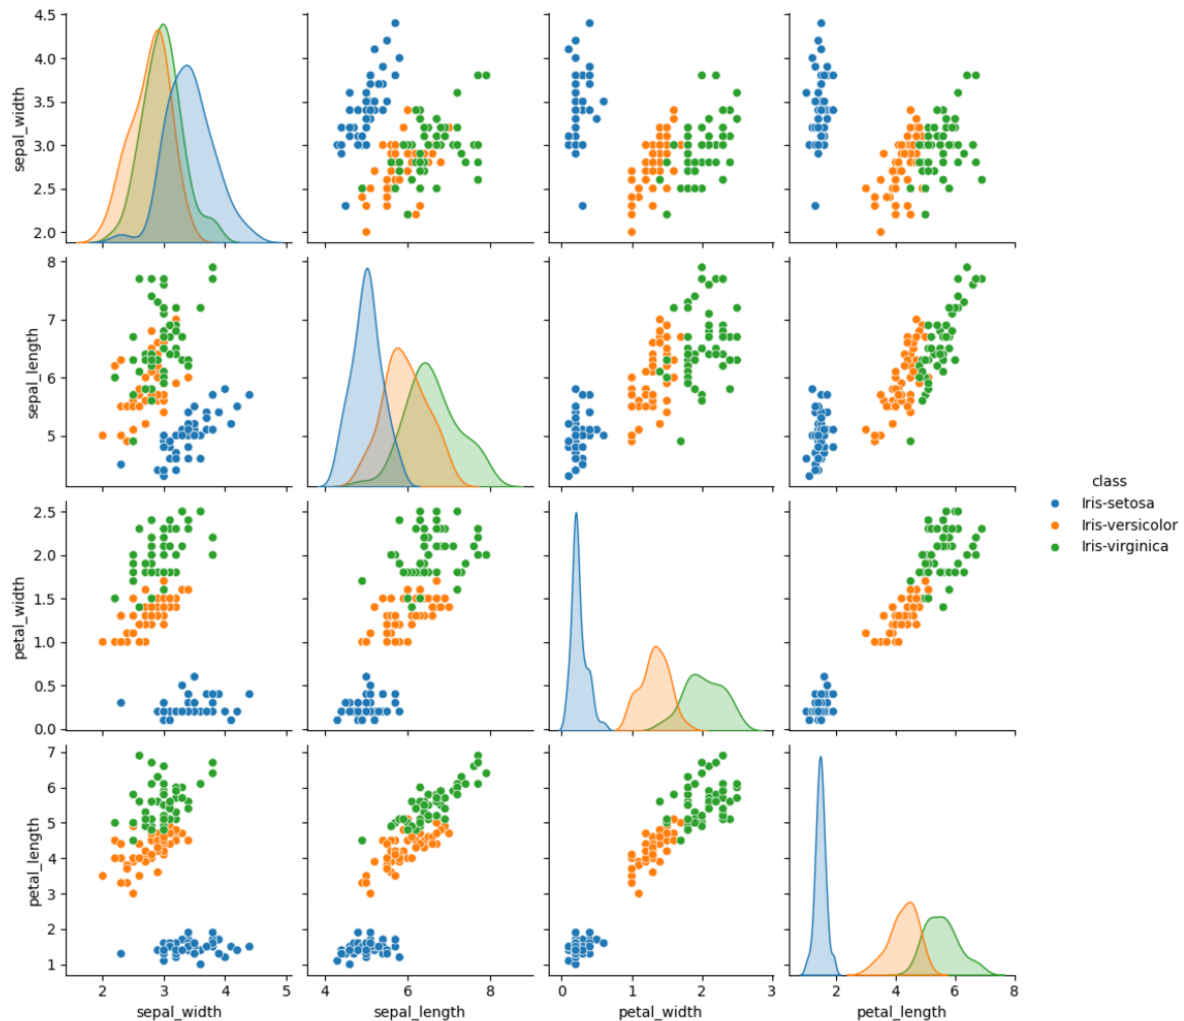 4.5
4.0
3.5
3.0
2.5
2.0
sepal_width
8
7
6
5
sepal_length
class
Iris-setosa
Iris-versicolor
Iris-virginica
2.5
2.0
1.5
1.0
0.5
0.0
petal_width
7
6
5
4
3
2
1
petal_length
2 3 4 5
4 6 8
0 1 2 3
2 4 6 8
sepal_width sepal_length petal_width petal_length